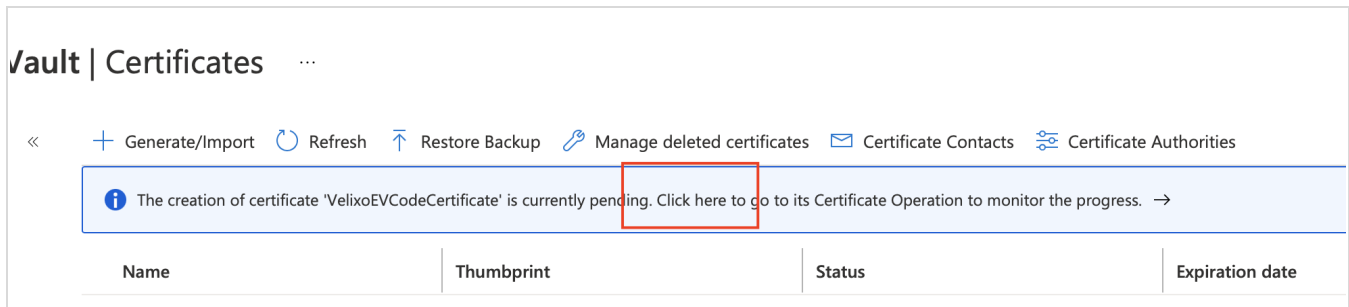 Vault | Certificates ...
« Generate/Import Refresh Restore Backup Manage deleted certificates Certificate Contacts Certificate Authorities
The creation of certificate 'VelixoEVCodeCertificate' is currently pending. Click here to go to its Certificate Operation to monitor the progress. →
Name Thumbprint Status Expiration date